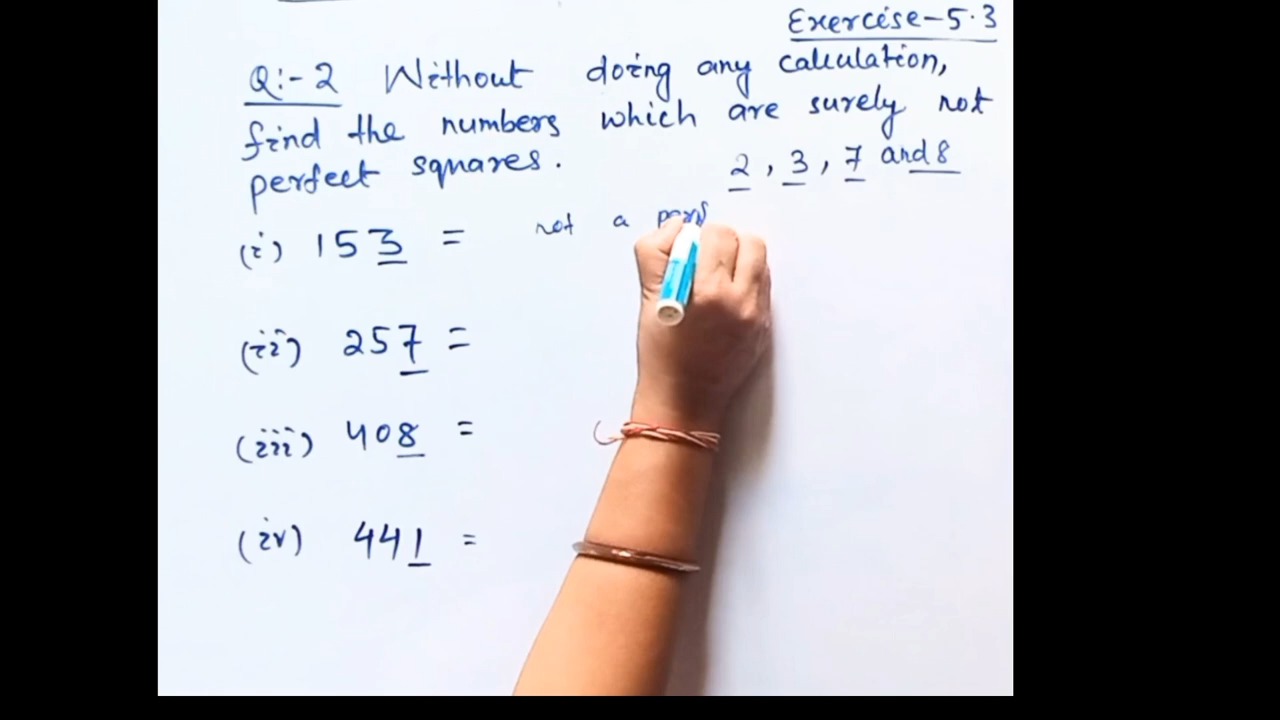 Exercise-5.3
Q:-2 Without doing any calculation,
find the numbers which are surely not
perfect squares.
2, 3, 7 and 8
(i) 153 = not a perf
(ii) 257 =
(iii) 408 =
(iv) 441 =